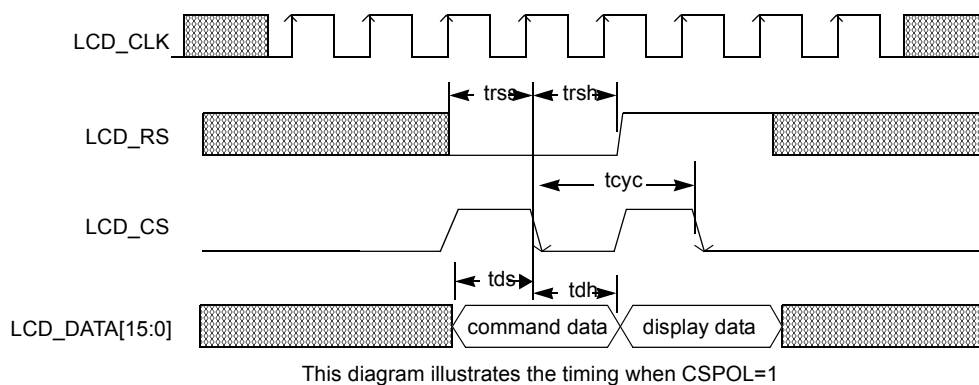 LCD_CLK
trss
trsh
LCD_RS
tcyc
LCD_CS
tds
tdh
LCD_DATA[15:0]
command data
display data
This diagram illustrates the timing when CSPOL=1